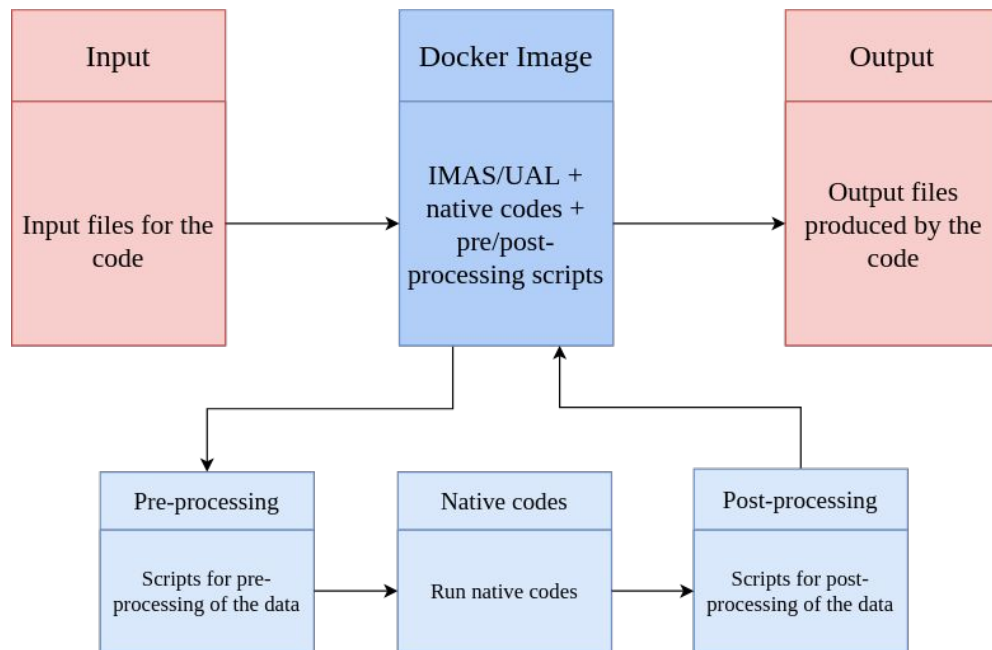 Input
Docker Image
Output
Input files for the
code
IMAS/UAL +
native codes +
pre/post-
processing scripts
Output files
produced by the
code
Pre-processing
Native codes
Post-processing
Scripts for pre-
processing of the data
Run native codes
Scripts for post-
processing of the data